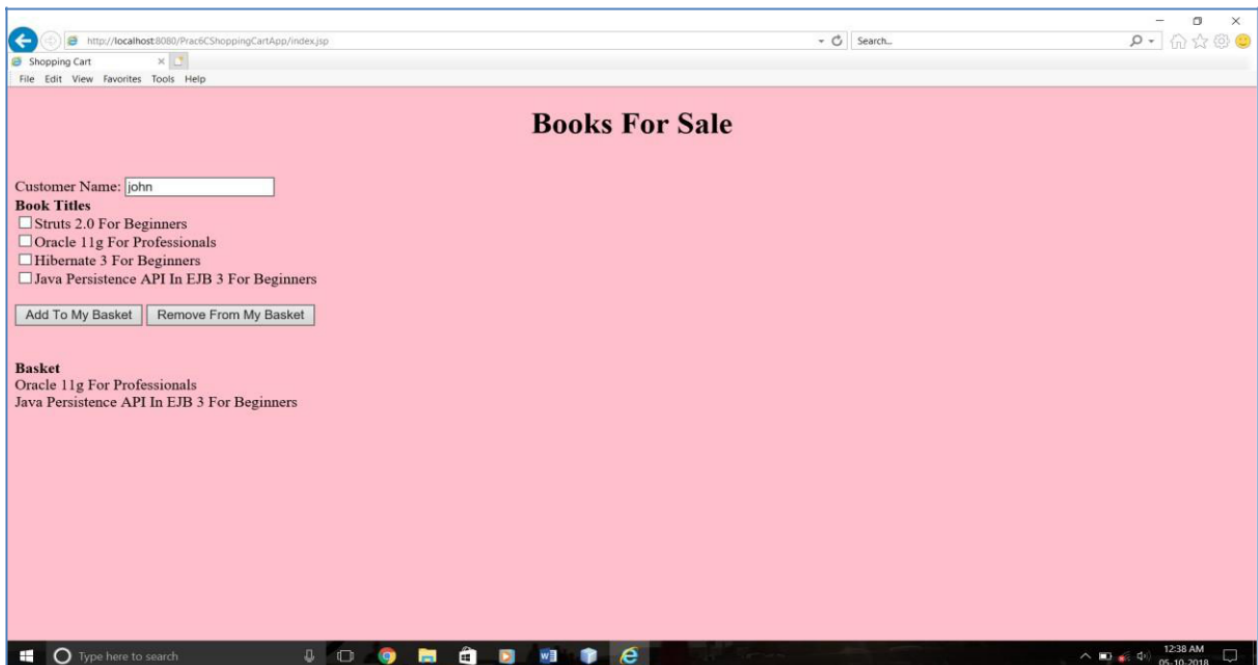 http://localhost:8080/Prac6CShoppingCartApp/index.jsp
Search...
Shopping Cart
File Edit View Favorites Tools Help
Books For Sale
Customer Name: john
Book Titles
Struts 2.0 For Beginners
Oracle 11g For Professionals
Hibernate 3 For Beginners
Java Persistence API In EJB 3 For Beginners
Add To My Basket Remove From My Basket
Basket
Oracle 11g For Professionals
Java Persistence API In EJB 3 For Beginners
Type here to search
12:38 AM
05-10-2018